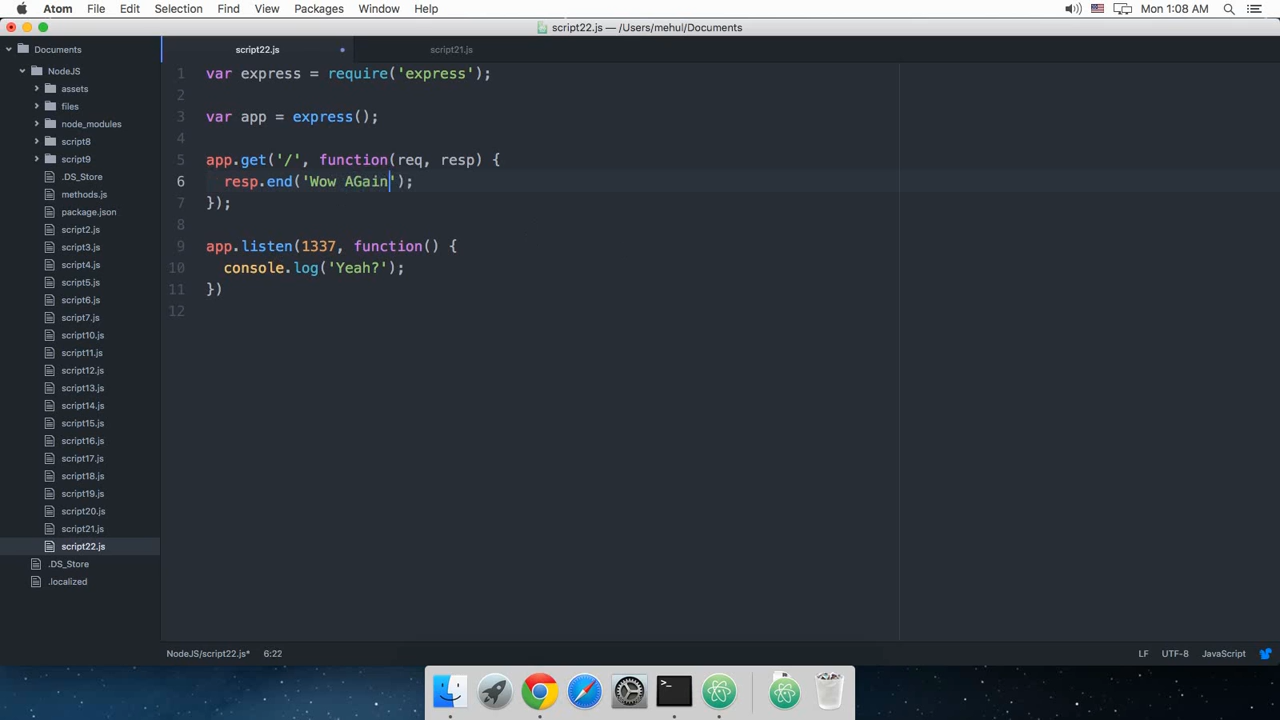 Atom File Edit Selection Find View Packages Window Help Mon 1:08 AM
script22.js — /Users/mehul/Documents
Documents
NodeJS
assets
files
node_modules
script8
script9
.DS_Store
methods.js
package.json
script2.js
script3.js
script4.js
script5.js
script6.js
script7.js
script10.js
script11.js
script12.js
script13.js
script14.js
script15.js
script16.js
script17.js
script18.js
script19.js
script20.js
script21.js
script22.js
.DS_Store
.localized
script22.js script21.js
1 var express = require('express');
2
3 var app = express();
4
5 app.get('/', function(req, resp) {
6 resp.end('Wow AGain');
7 });
8
9 app.listen(1337, function() {
10 console.log('Yeah?');
11 })
12
NodeJS/script22.js* 6:22 LF UTF-8 JavaScript
>_